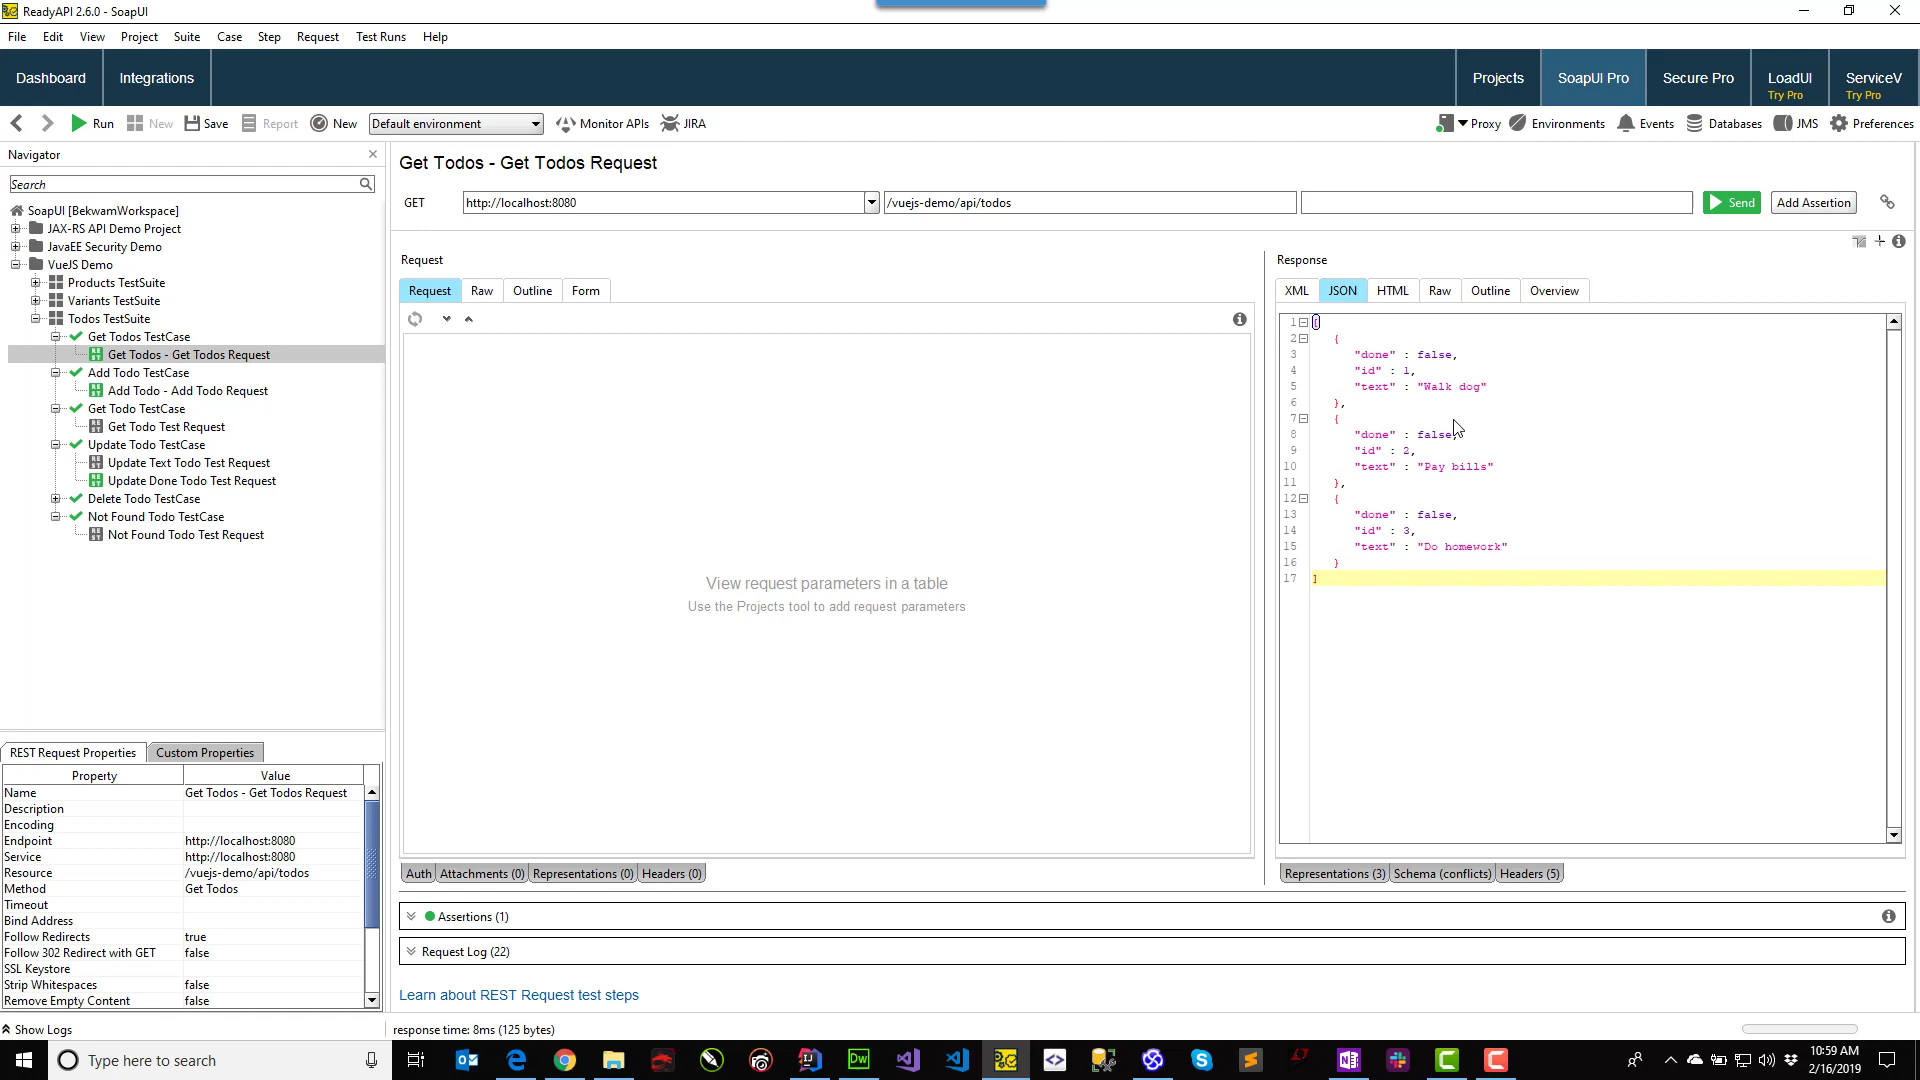 ReadyAPI 2.6.0 - SoapUI
File Edit View Project Suite Case Step Request Test Runs Help
Dashboard Integrations Projects SoapUI Pro Secure Pro LoadUI ServiceV
Try Pro Try Pro
Run New Save Report New Default environment Monitor APIs JIRA Proxy Environments Events Databases JMS Preferences
Navigator
Search
SoapUI [BekwamWorkspace]
JAX-RS API Demo Project
JavaEE Security Demo
VueJS Demo
Products TestSuite
Variants TestSuite
Todos TestSuite
Get Todos TestCase
Get Todos - Get Todos Request
Add Todo TestCase
Add Todo - Add Todo Request
Get Todo TestCase
Get Todo Test Request
Update Todo TestCase
Update Text Todo Test Request
Update Done Todo Test Request
Delete Todo TestCase
Not Found Todo TestCase
Not Found Todo Test Request
REST Request Properties Custom Properties
Property Value
Name Get Todos - Get Todos Request
Description
Encoding
Endpoint http://localhost:8080
Service http://localhost:8080
Resource /vuejs-demo/api/todos
Method Get Todos
Timeout
Bind Address
Follow Redirects true
Follow 302 Redirect with GET false
SSL Keystore
Strip Whitespaces false
Remove Empty Content false
Show Logs
Get Todos - Get Todos Request
GET http://localhost:8080 /vuejs-demo/api/todos Send Add Assertion
Request
Request Raw Outline Form
View request parameters in a table
Use the Projects tool to add request parameters
Auth Attachments (0) Representations (0) Headers (0)
Response
XML JSON HTML Raw Outline Overview
1 [
2 {
3 "done" : false,
4 "id" : 1,
5 "text" : "Walk dog"
6 },
7 {
8 "done" : false,
9 "id" : 2,
10 "text" : "Pay bills"
11 },
12 {
13 "done" : false,
14 "id" : 3,
15 "text" : "Do homework"
16 }
17 ]
Representations (3) Schema (conflicts) Headers (5)
Assertions (1)
Request Log (22)
Learn about REST Request test steps
response time: 8ms (125 bytes)
Type here to search
Dw
10:59 AM
2/16/2019